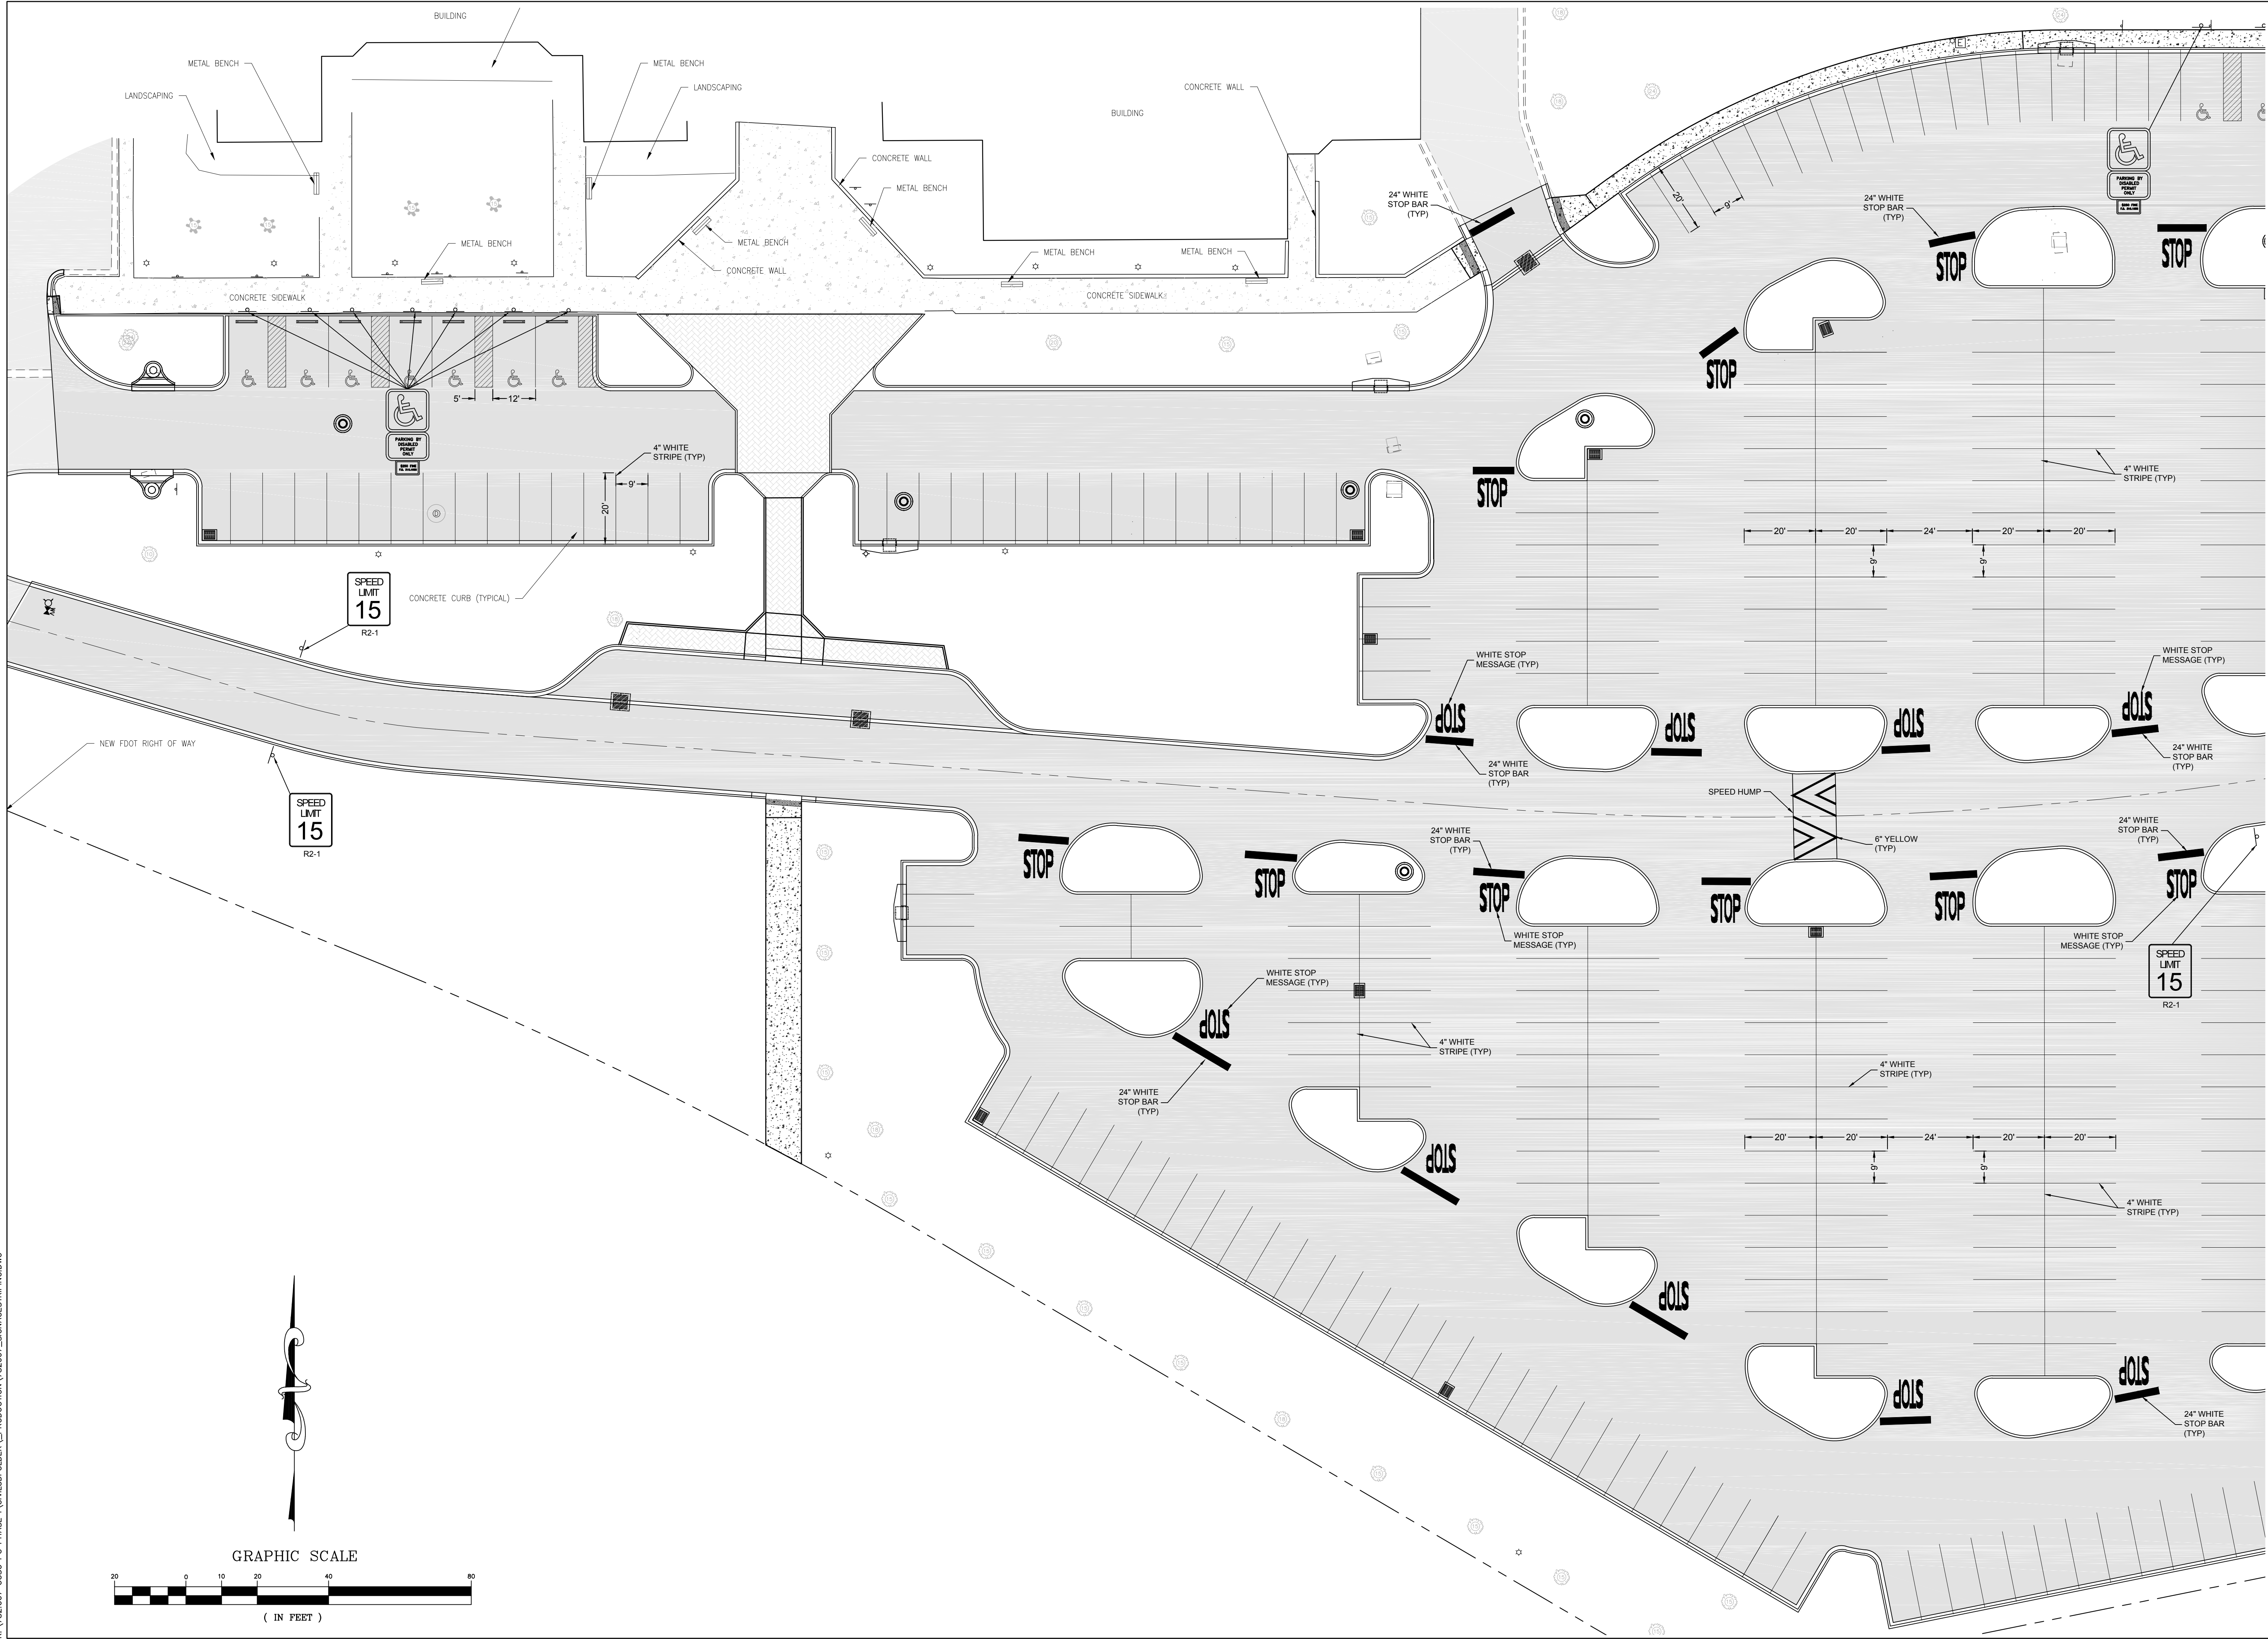 BUILDING
METAL BENCH
METAL BENCH
LANDSCAPING
LANDSCAPING
CONCRETE WALL
BUILDING
CONCRETE WALL
METAL BENCH
METAL BENCH
METAL BENCH
CONCRETE WALL
METAL BENCH
METAL BENCH
CONCRETE SIDEWALK
CONCRETE SIDEWALK
24" WHITE
STOP BAR
(TYP)
20'
9'
24" WHITE
STOP BAR
(TYP)
PARKING BY
DISABLED
PERMIT
ONLY
STOP
STOP
STOP
STOP
5'
12'
PARKING BY
DISABLED
PERMIT
ONLY
4" WHITE
STRIPE (TYP)
9'
20'
4" WHITE
STRIPE (TYP)
20'
20'
24'
20'
20'
9'
9'
CONCRETE CURB (TYPICAL)
SPEED
LIMIT
15
R2-1
NEW FDOT RIGHT OF WAY
SPEED
LIMIT
15
R2-1
WHITE STOP
MESSAGE (TYP)
WHITE STOP
MESSAGE (TYP)
STOP
STOP
STOP
STOP
24" WHITE
STOP BAR
(TYP)
24" WHITE
STOP BAR
(TYP)
SPEED HUMP
6" YELLOW
(TYP)
24" WHITE
STOP BAR
(TYP)
24" WHITE
STOP BAR
(TYP)
STOP
STOP
STOP
STOP
STOP
STOP
WHITE STOP
MESSAGE (TYP)
WHITE STOP
MESSAGE (TYP)
SPEED
LIMIT
15
R2-1
WHITE STOP
MESSAGE (TYP)
STOP
4" WHITE
STRIPE (TYP)
4" WHITE
STRIPE (TYP)
24" WHITE
STOP BAR
(TYP)
STOP
20'
20'
24'
20'
20'
9'
9'
4" WHITE
STRIPE (TYP)
STOP
STOP
STOP
24" WHITE
STOP BAR
(TYP)
GRAPHIC SCALE
20 0 10 20 40 80
( IN FEET )